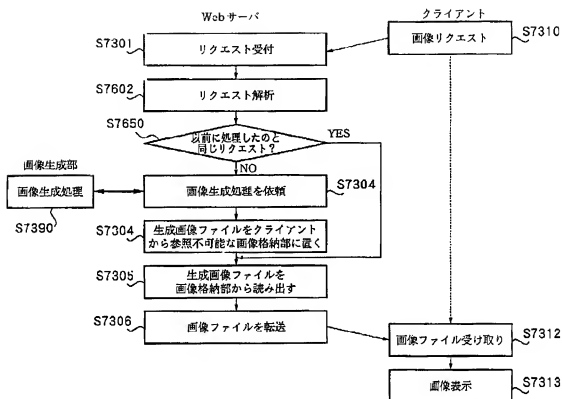 Webサーバ
クライアント
S7301
リクエスト受付
画像リクエスト
S7310
S7602
リクエスト解析
S7650
以前に処理したのと
同じリクエスト？
YES
NO
画像生成部
画像生成処理
S7390
画像生成処理を依頼
S7304
S7304
生成画像ファイルをクライアント
から参照不可能な画像格納部に置く
S7305
生成画像ファイルを
画像格納部から読み出す
S7306
画像ファイルを転送
画像ファイル受け取り
S7312
画像表示
S7313